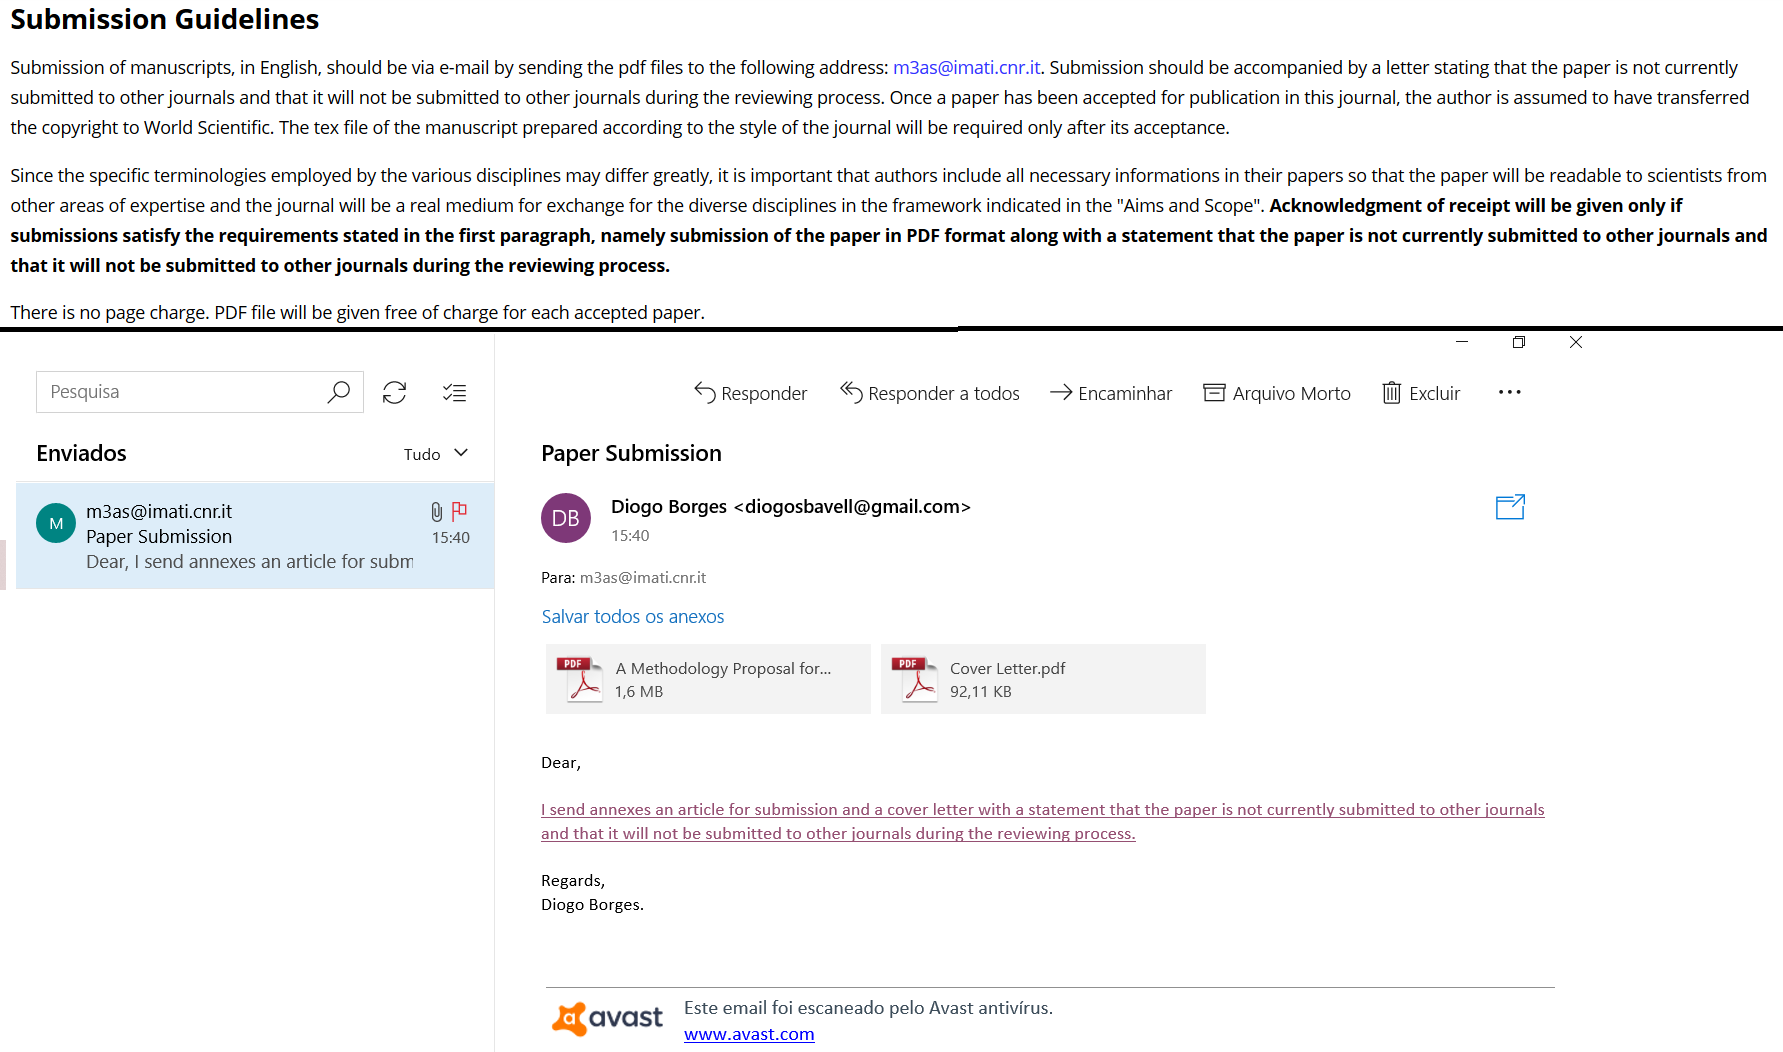 Submission Guidelines
Submission of manuscripts, in English, should be via e-mail by sending the pdf files to the following address: m3as@imati.cnr.it. Submission should be accompanied by a letter stating that the paper is not currently
submitted to other journals and that it will not be submitted to other journals during the reviewing process. Once a paper has been accepted for publication in this journal, the author is assumed to have transferred
the copyright to World Scientific. The tex file of the manuscript prepared according to the style of the journal will be required only after its acceptance.
Since the specific terminologies employed by the various disciplines may differ greatly, it is important that authors include all necessary informations in their papers so that the paper will be readable to scientists from
other areas of expertise and the journal will be a real medium for exchange for the diverse disciplines in the framework indicated in the "Aims and Scope". Acknowledgment of receipt will be given only if
submissions satisfy the requirements stated in the first paragraph, namely submission of the paper in PDF format along with a statement that the paper is not currently submitted to other journals and
that it will not be submitted to other journals during the reviewing process.
There is no page charge. PDF file will be given free of charge for each accepted paper.
Pesquisa
Enviados
Tudo
M
m3as@imati.cnr.it
Paper Submission
15:40
Dear, I send annexes an article for subm
Responder
Responder a todos
Encaminhar
Arquivo Morto
Excluir
Paper Submission
DB
Diogo Borges <diogosbavell@gmail.com>
15:40
Para: m3as@imati.cnr.it
Salvar todos os anexos
PDF
A Methodology Proposal for...
1,6 MB
PDF
Cover Letter.pdf
92,11 KB
Dear,
I send annexes an article for submission and a cover letter with a statement that the paper is not currently submitted to other journals
and that it will not be submitted to other journals during the reviewing process.
Regards,
Diogo Borges.
avast
Este email foi escaneado pelo Avast antivírus.
www.avast.com